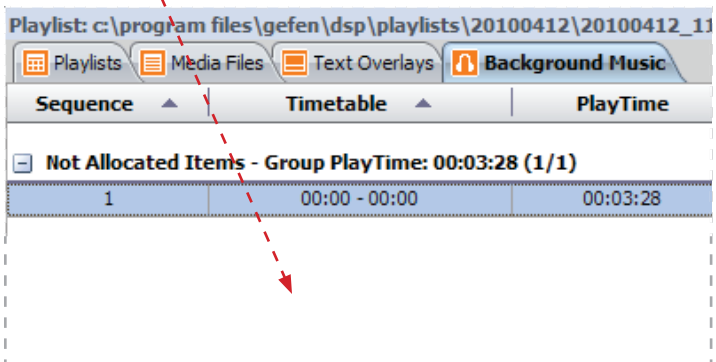 Playlist: c:\program files\gefen\dsp\playlists\20100412\20100412_11
Playlists Media Files Text Overlays Background Music
Sequence Timetable PlayTime
Not Allocated Items - Group PlayTime: 00:03:28 (1/1)
1 00:00 - 00:00 00:03:28